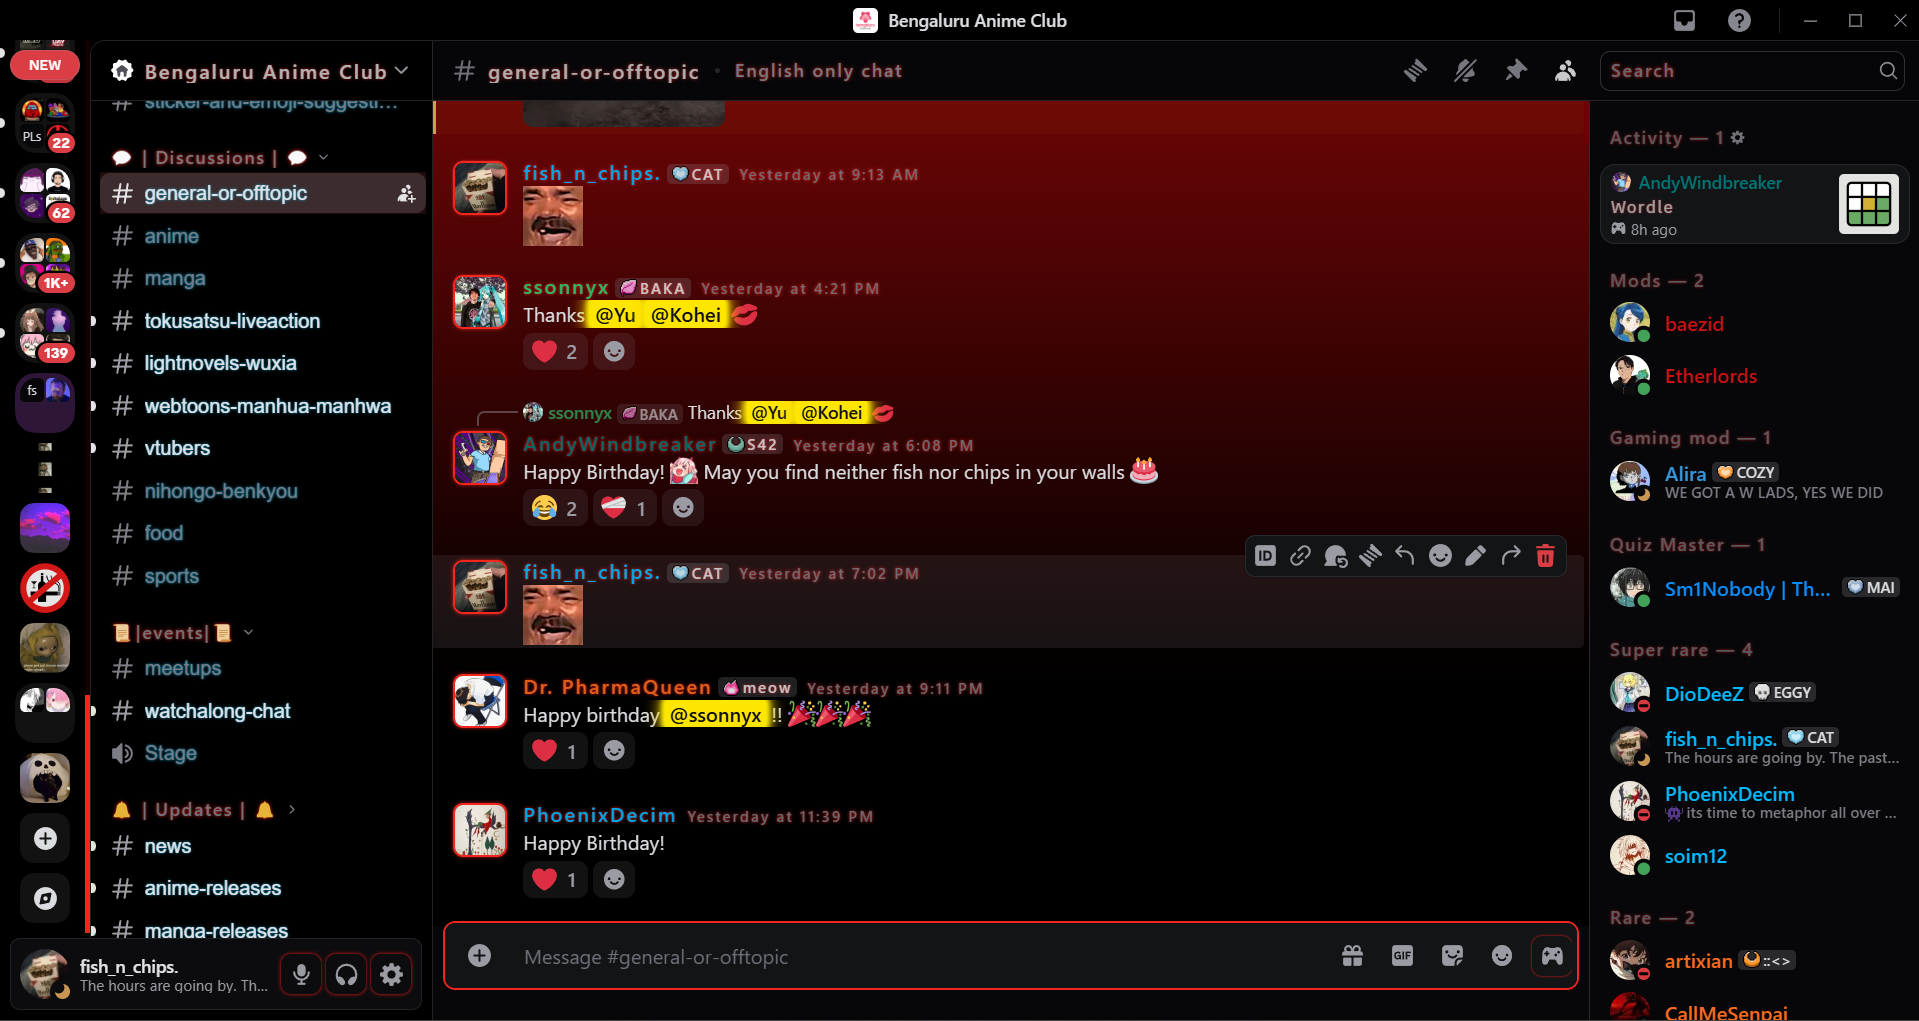 Bengaluru Anime Club
NEW
PLs
22
62
1K+
139
fs
Bengaluru Anime Club
sticker-and-emoji-suggesti...
| Discussions |
general-or-offtopic
anime
manga
tokusatsu-liveaction
lightnovels-wuxia
webtoons-manhua-manhwa
vtubers
nihongo-benkyou
food
sports
|events|
meetups
watchalong-chat
Stage
| Updates |
news
anime-releases
manga-releases
fish_n_chips.
The hours are going by. Th...
# general-or-offtopic • English only chat
fish_n_chips. CAT Yesterday at 9:13 AM
ssonnyx BAKA Yesterday at 4:21 PM
Thanks @Yu @Kohei
2
ssonnyx BAKA Thanks @Yu @Kohei
AndyWindbreaker S42 Yesterday at 6:08 PM
Happy Birthday! May you find neither fish nor chips in your walls
2 1
ID
fish_n_chips. CAT Yesterday at 7:02 PM
Dr. PharmaQueen meow Yesterday at 9:11 PM
Happy birthday @ssonnyx !!
1
PhoenixDecim Yesterday at 11:39 PM
Happy Birthday!
1
Message #general-or-offtopic
GIF
Search
Activity — 1
AndyWindbreaker
Wordle
8h ago
Mods — 2
baezid
Etherlords
Gaming mod — 1
Alira COZY
WE GOT A W LADS, YES WE DID
Quiz Master — 1
Sm1Nobody | Th... MAI
Super rare — 4
DioDeeZ EGGY
fish_n_chips. CAT
The hours are going by. The past...
PhoenixDecim
its time to metaphor all over ...
soim12
Rare — 2
artixian ::<>
CallMeSenpai